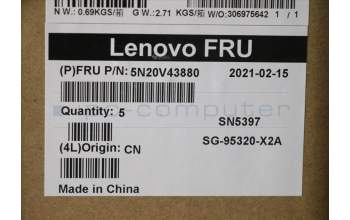 N W.: 0.69KGS/箱 G.W.: 2.71 KGS/箱 W/O:306975642 1 / 1
Lenovo FRU
(P)FRU P/N: 5N20V43880 2021-02-15
Quantity: 5
SN5397
SG-95320-X2A
(4L)Origin: CN
Made in China